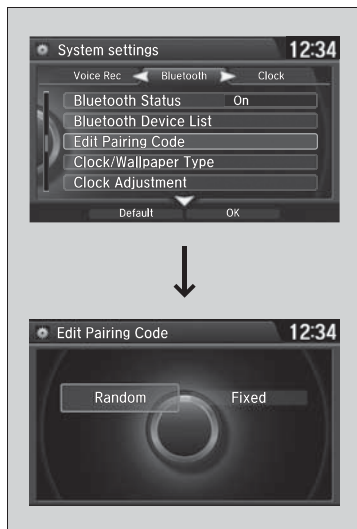 System settings 12:34
Voice Rec Bluetooth Clock
Bluetooth Status On
Bluetooth Device List
Edit Pairing Code
Clock/Wallpaper Type
Clock Adjustment
Default OK
Edit Pairing Code 12:34
Random Fixed